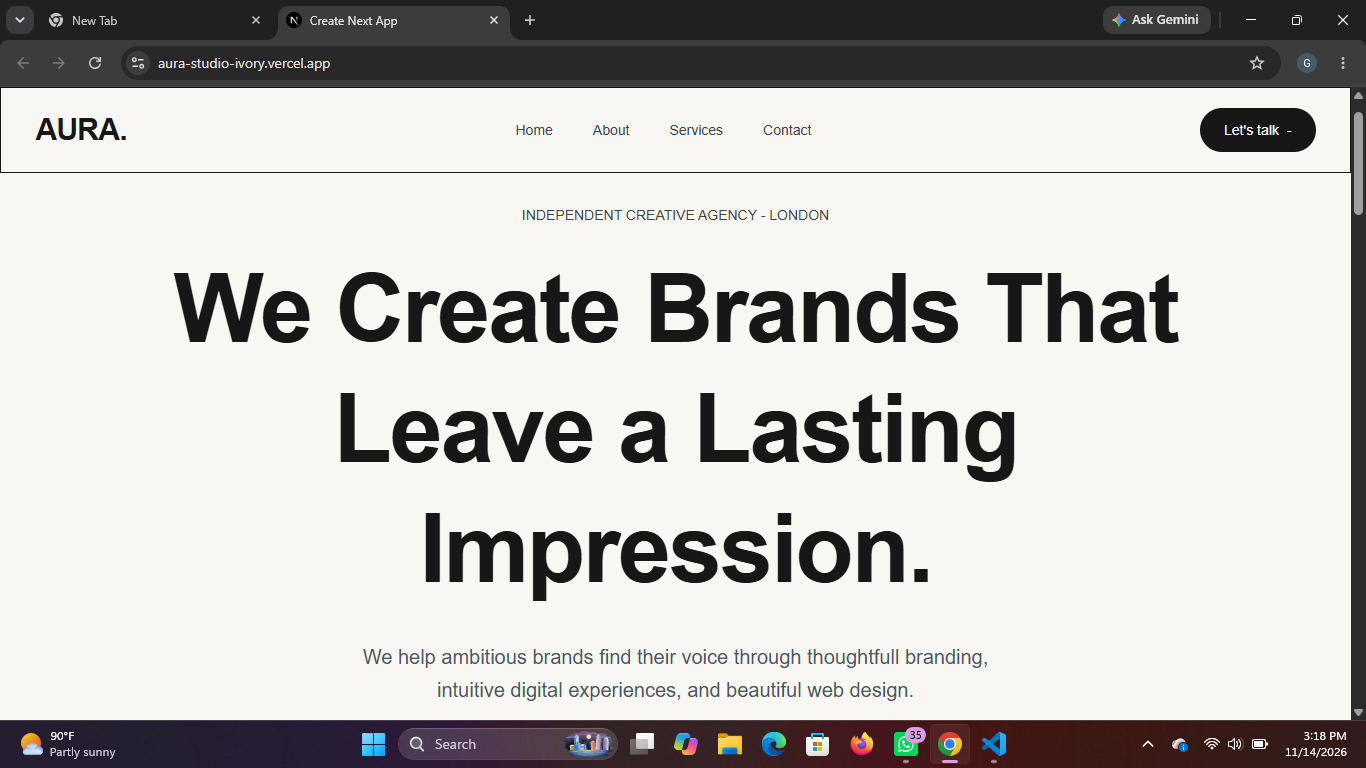 New Tab
Create Next App
Ask Gemini
aura-studio-ivory.vercel.app
G
AURA.
Home
About
Services
Contact
Let's talk -
INDEPENDENT CREATIVE AGENCY - LONDON
We Create Brands That
Leave a Lasting
Impression.
We help ambitious brands find their voice through thoughtfull branding,
intuitive digital experiences, and beautiful web design.
90°F
Partly sunny
Search
35
3:18 PM
11/14/2026